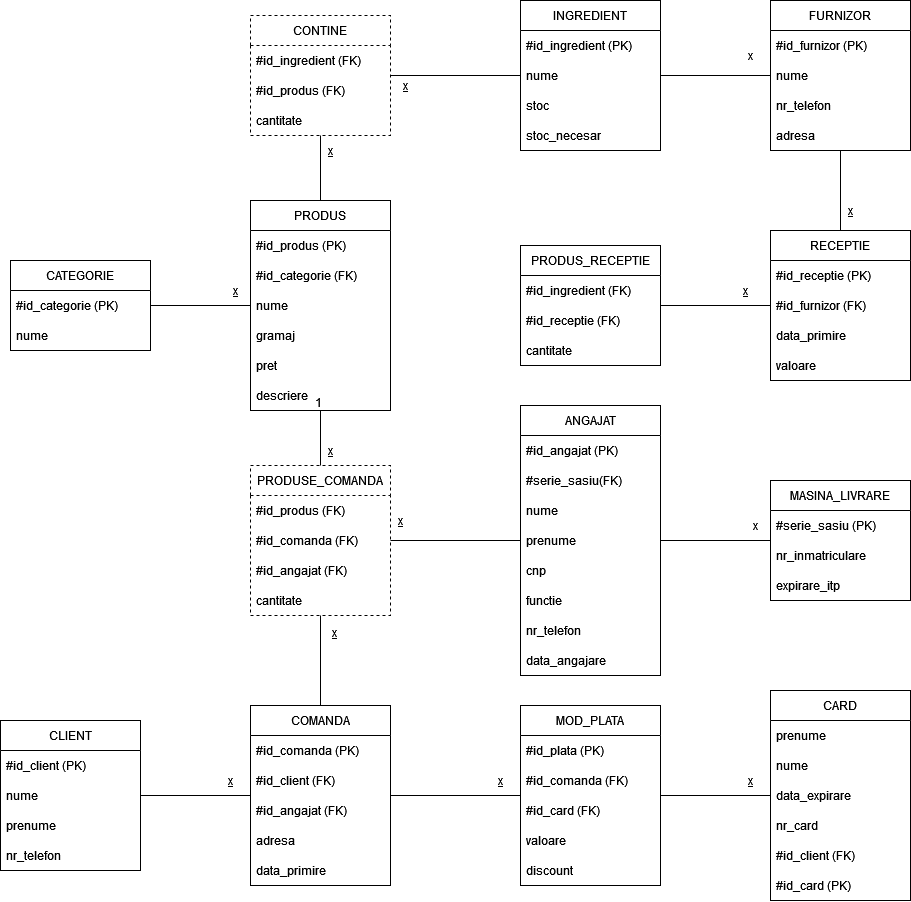 CONTINE
#id_ingredient (FK)
#id_produs (FK)
cantitate
x
x
INGREDIENT
#id_ingredient (PK)
nume
stoc
stoc_necesar
x
FURNIZOR
#id_furnizor (PK)
nume
nr_telefon
adresa
x
CATEGORIE
#id_categorie (PK)
nume
x
PRODUS
#id_produs (PK)
#id_categorie (FK)
nume
gramaj
pret
descriere
1
x
PRODUS_RECEPTIE
#id_ingredient (FK)
#id_receptie (FK)
cantitate
x
RECEPTIE
#id_receptie (PK)
#id_furnizor (FK)
data_primire
valoare
PRODUSE_COMANDA
#id_produs (FK)
#id_comanda (FK)
#id_angajat (FK)
cantitate
x
x
ANGAJAT
#id_angajat (PK)
#serie_sasiu(FK)
nume
prenume
cnp
functie
nr_telefon
data_angajare
x
MASINA_LIVRARE
#serie_sasiu (PK)
nr_inmatriculare
expirare_itp
CLIENT
#id_client (PK)
nume
prenume
nr_telefon
x
COMANDA
#id_comanda (PK)
#id_client (FK)
#id_angajat (FK)
adresa
data_primire
x
MOD_PLATA
#id_plata (PK)
#id_comanda (FK)
#id_card (FK)
valoare
discount
x
CARD
prenume
nume
data_expirare
nr_card
#id_client (FK)
#id_card (PK)